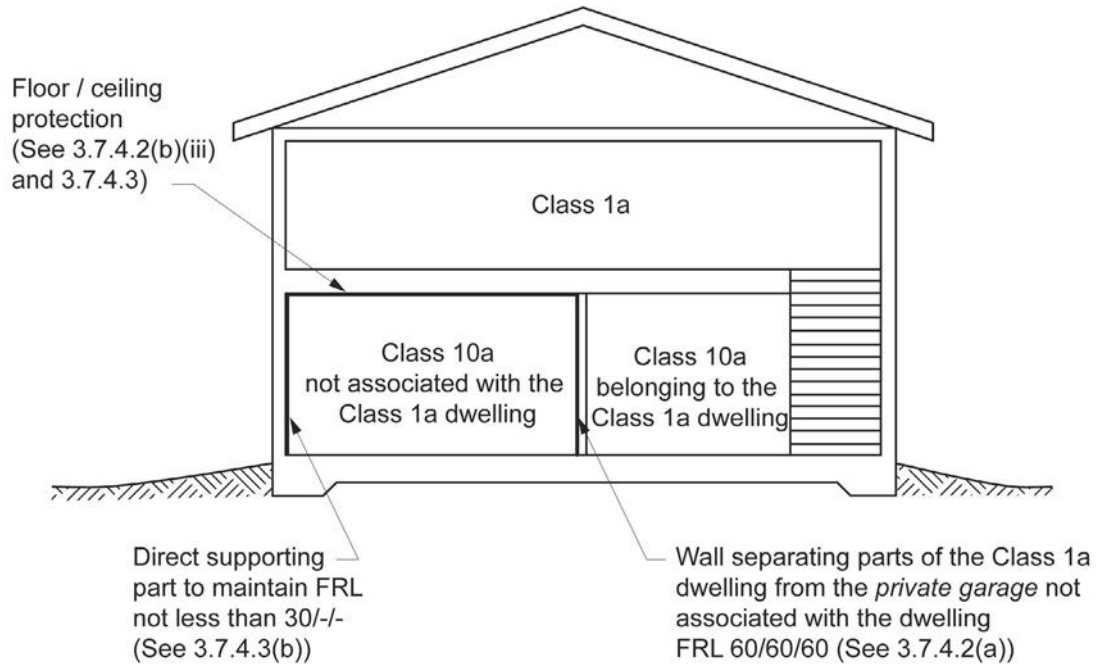 Floor / ceiling
protection
(See 3.7.4.2(b)(iii)
and 3.7.4.3)
Class 1a
Class 10a
not associated with the
Class 1a dwelling
Class 10a
belonging to the
Class 1a dwelling
Direct supporting
part to maintain FRL
not less than 30/-/-
(See 3.7.4.3(b))
Wall separating parts of the Class 1a
dwelling from the private garage not
associated with the dwelling
FRL 60/60/60 (See 3.7.4.2(a))